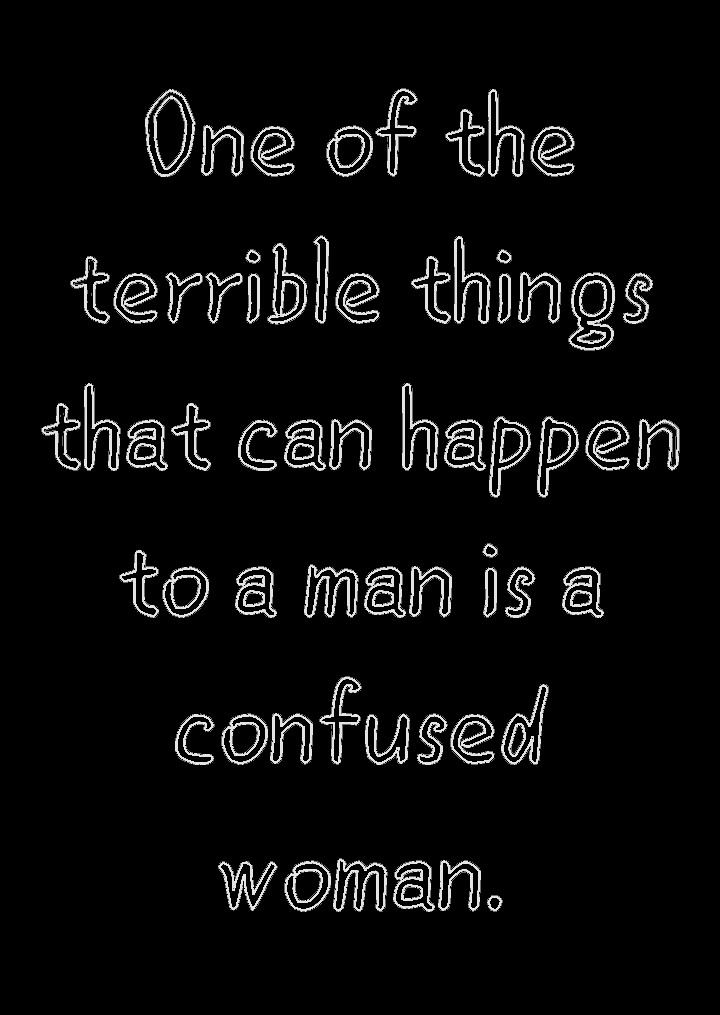 One of the
terrible things
that can happen
to a man is a
confused
woman.